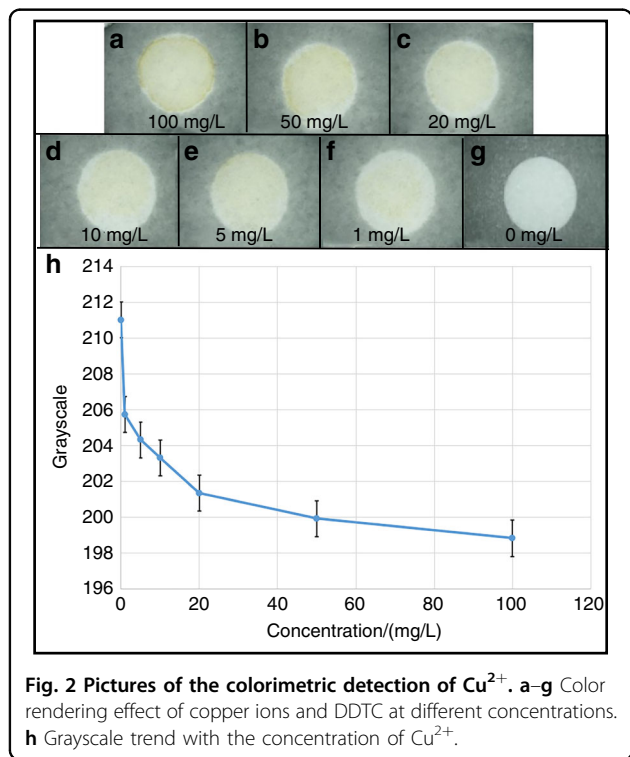 a b c
100 mg/L 50 mg/L 20 mg/L
d e f g
10 mg/L 5 mg/L 1 mg/L 0 mg/L
h
214
212
210
208
206
204
202
200
198
196
Grayscale
0 20 40 60 80 100 120
Concentration/(mg/L)
Fig. 2 Pictures of the colorimetric detection of Cu²⁺. a–g Color
rendering effect of copper ions and DDTC at different concentrations.
h Grayscale trend with the concentration of Cu²⁺.